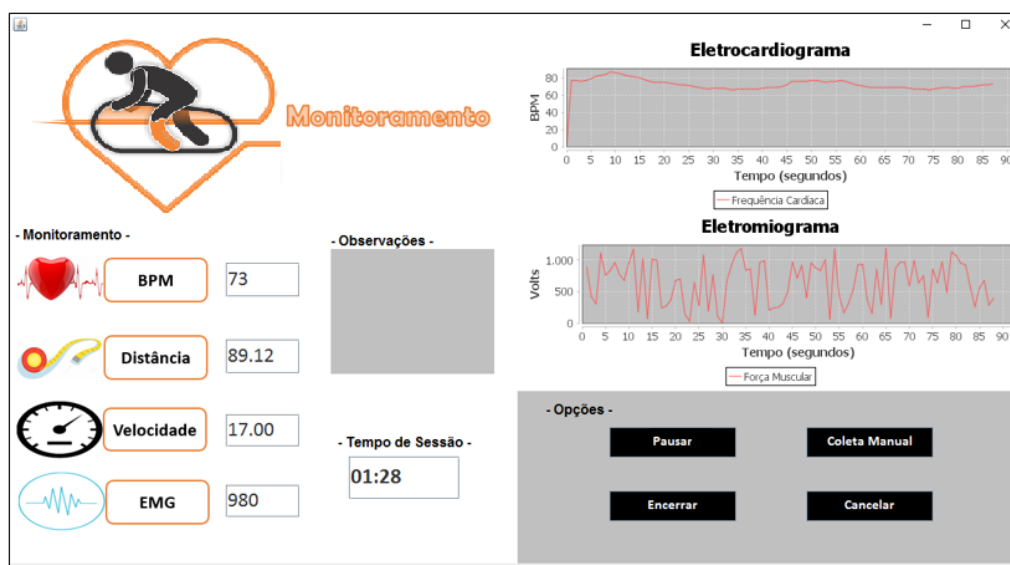 Monitoramento
- Monitoramento -
BPM
73
Distância
89.12
Velocidade
17.00
EMG
980
- Observações -
- Tempo de Sessão -
01:28
Eletrocardiograma
BPM
80
60
40
20
0
0 5 10 15 20 25 30 35 40 45 50 55 60 65 70 75 80 85 90
Tempo (segundos)
Frequência Cardíaca
Eletromiograma
Volts
1.000
500
0
0 5 10 15 20 25 30 35 40 45 50 55 60 65 70 75 80 85 90
Tempo (segundos)
Força Muscular
- Opções -
Pausar Coleta Manual
Encerrar Cancelar